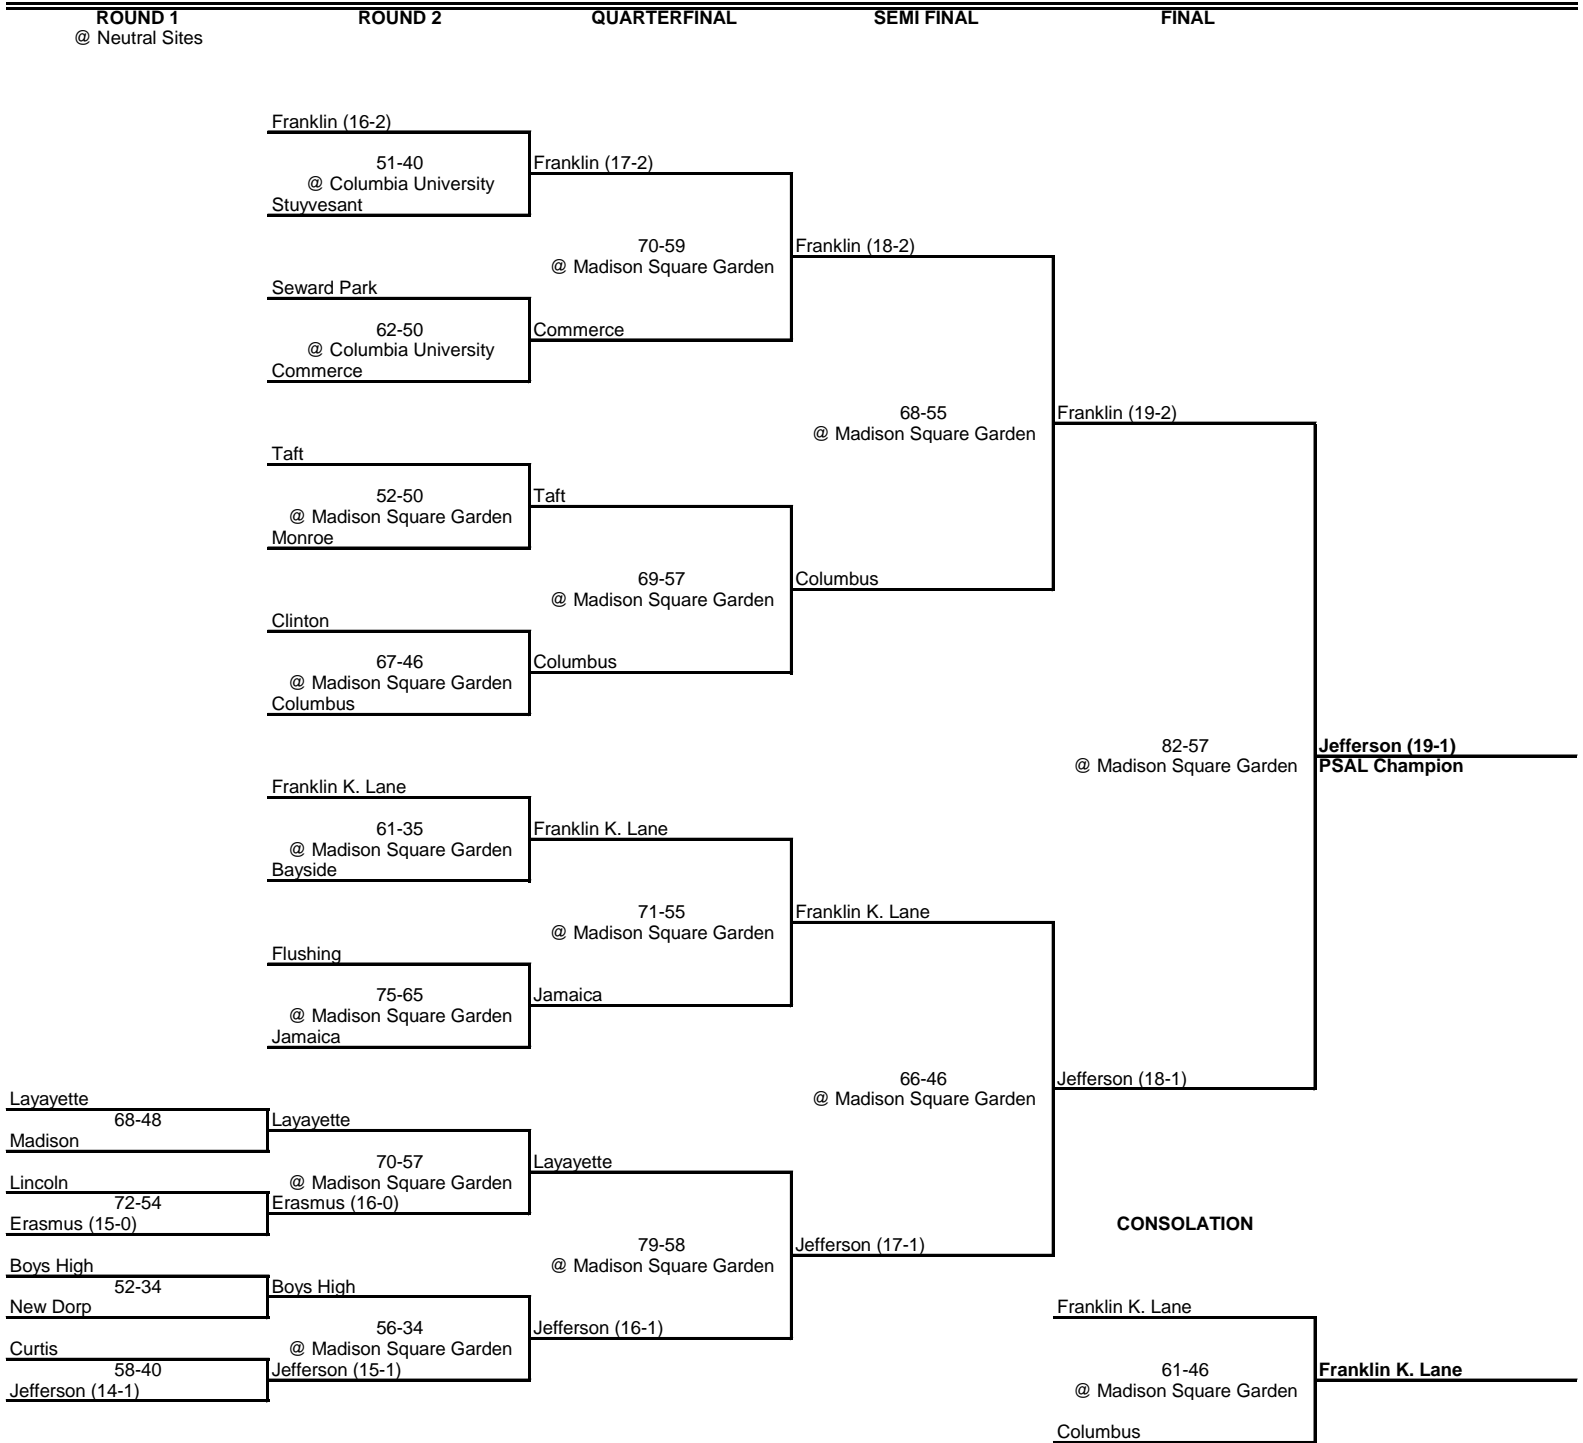 ROUND 1 ROUND 2 QUARTERFINAL SEMI FINAL FINAL
@ Neutral Sites
Franklin (16-2)
51-40
@ Columbia University
Stuyvesant
Franklin (17-2)
70-59
@ Madison Square Garden
Franklin (18-2)
Seward Park
62-50
@ Columbia University
Commerce
Commerce
68-55
@ Madison Square Garden
Franklin (19-2)
Taft
52-50
@ Madison Square Garden
Monroe
Taft
69-57
@ Madison Square Garden
Columbus
Clinton
67-46
@ Madison Square Garden
Columbus
Columbus
82-57
@ Madison Square Garden
Jefferson (19-1)
PSAL Champion
Franklin K. Lane
61-35
@ Madison Square Garden
Bayside
Franklin K. Lane
71-55
@ Madison Square Garden
Franklin K. Lane
Flushing
75-65
@ Madison Square Garden
Jamaica
Jamaica
66-46
@ Madison Square Garden
Jefferson (18-1)
Layayette
68-48
Madison
Layayette
70-57
@ Madison Square Garden
Erasmus (16-0)
Layayette
Lincoln
72-54
Erasmus (15-0)
79-58
@ Madison Square Garden
Jefferson (17-1)
Boys High
52-34
New Dorp
Boys High
56-34
@ Madison Square Garden
Jefferson (15-1)
Jefferson (16-1)
Curtis
58-40
Jefferson (14-1)
CONSOLATION
Franklin K. Lane
61-46
@ Madison Square Garden
Columbus
Franklin K. Lane